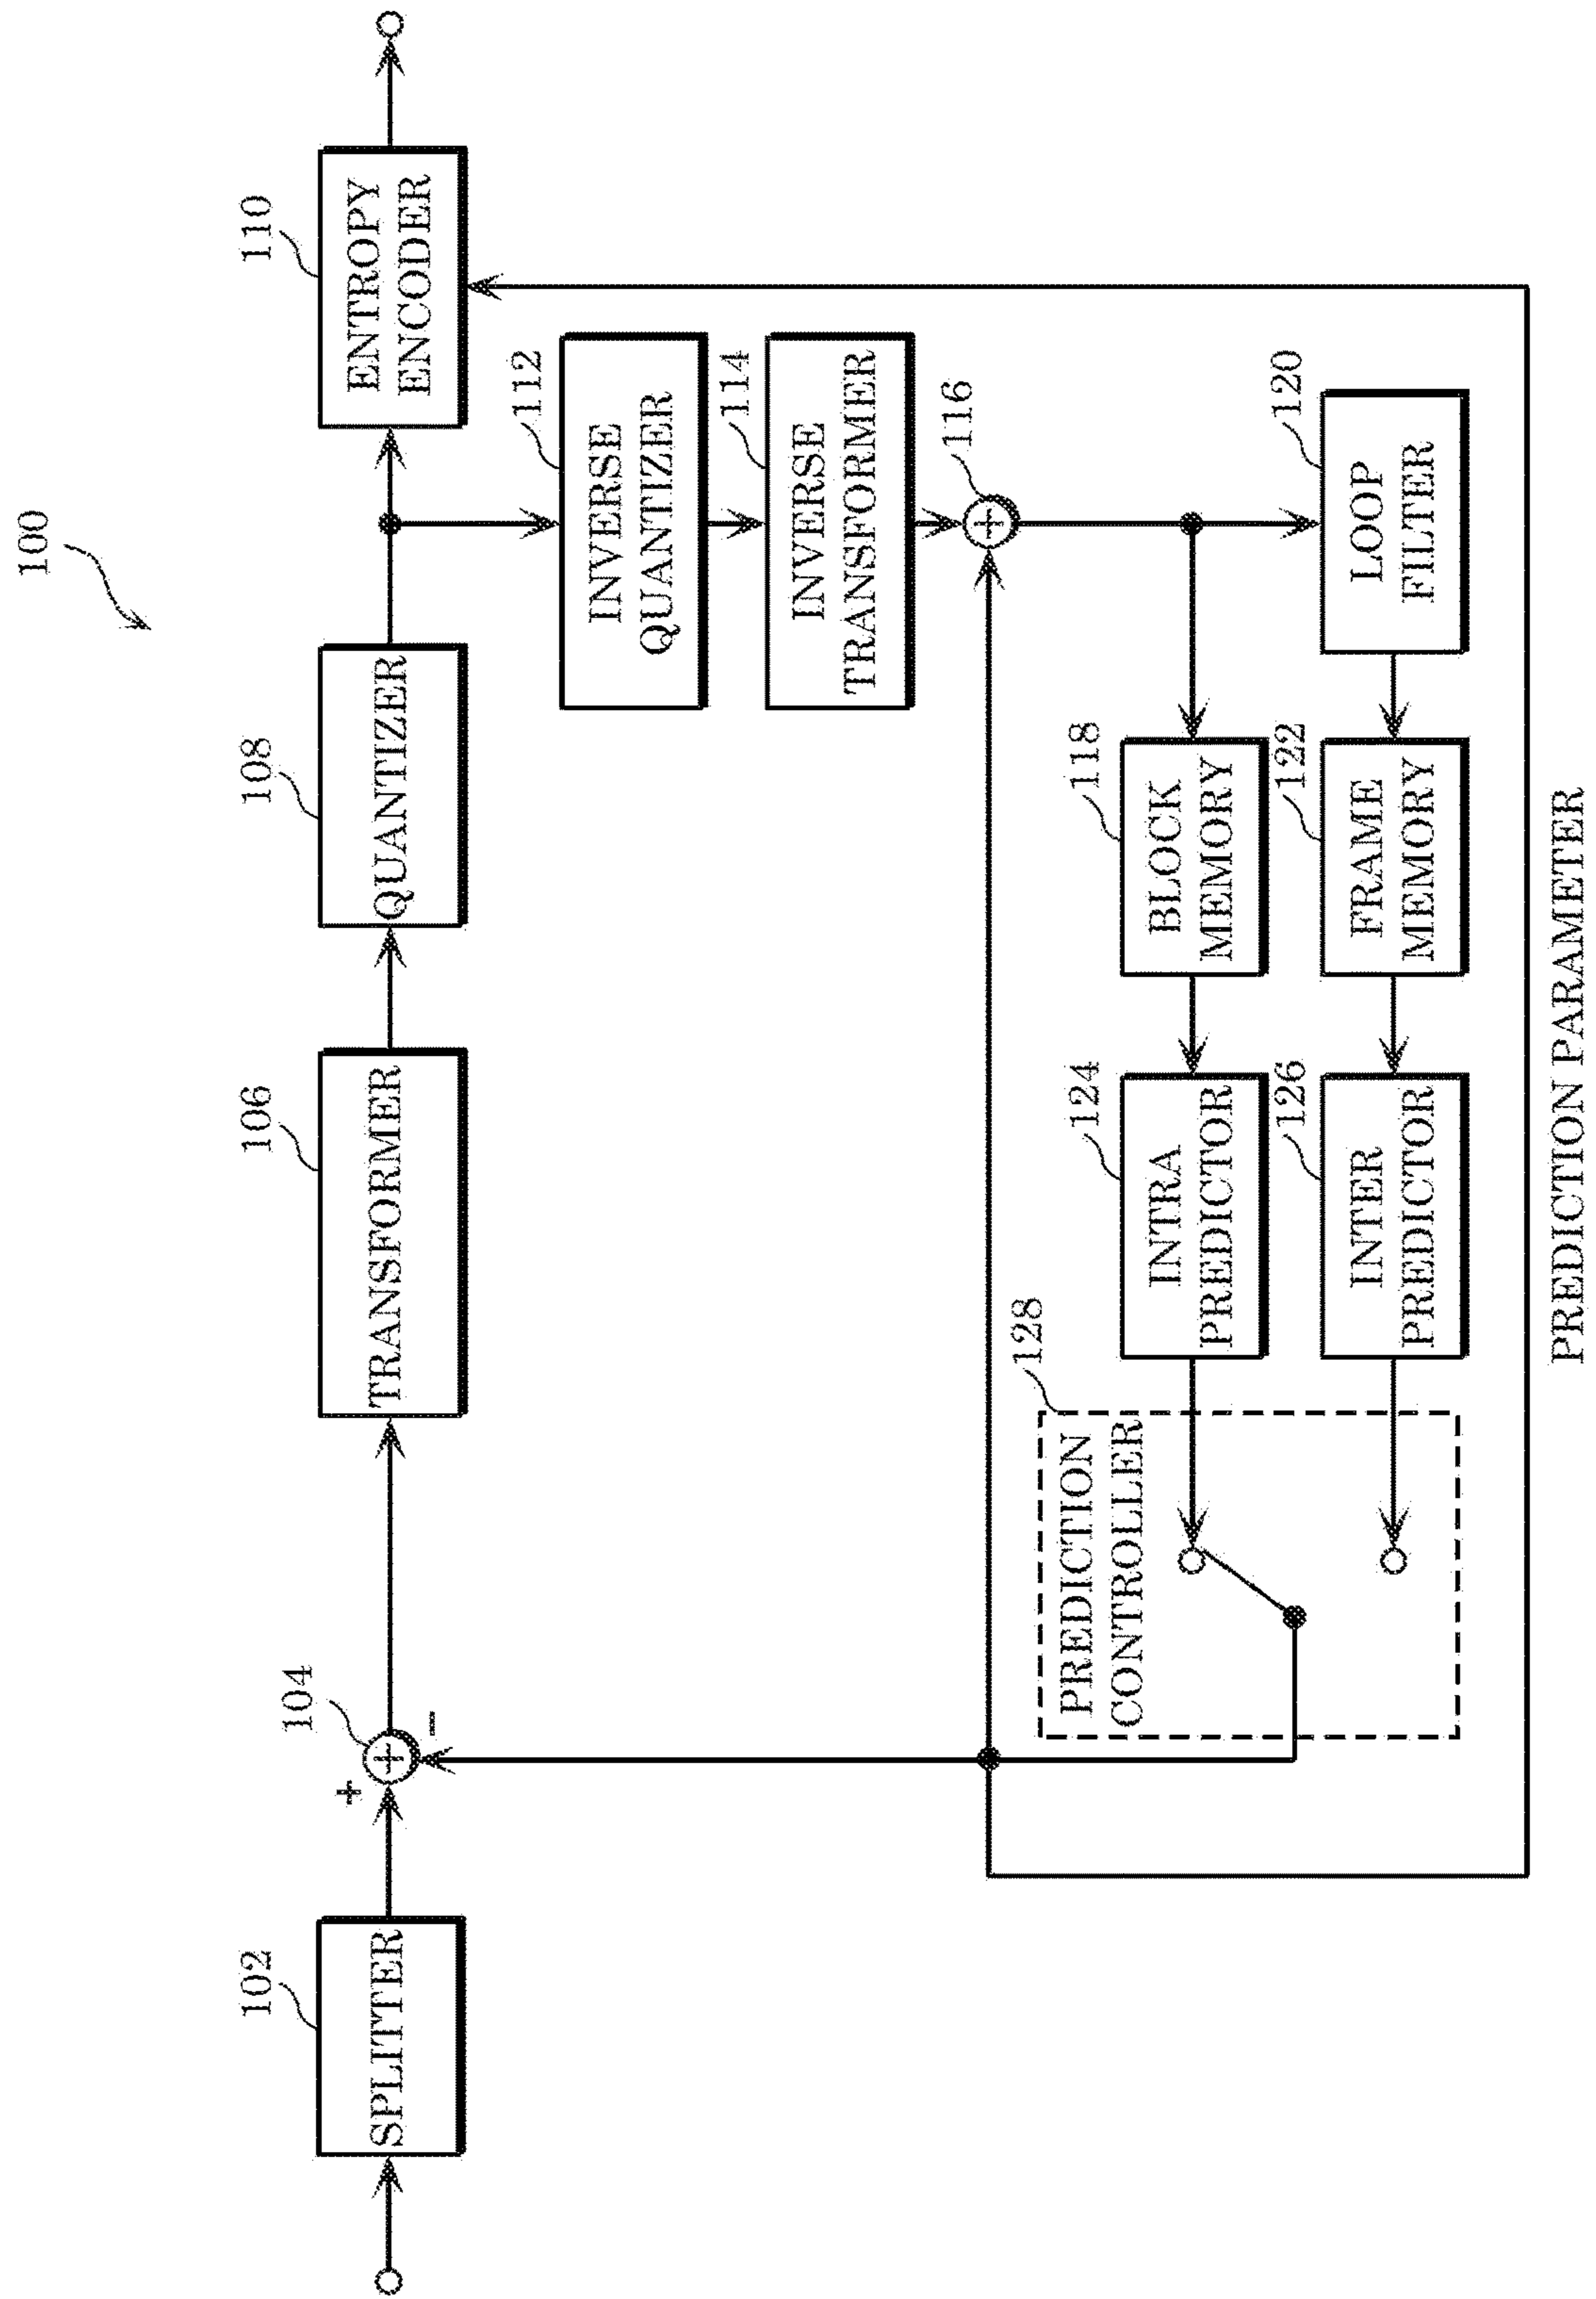 100
102
SPLITTER
+
104
−
106
TRANSFORMER
108
QUANTIZER
110
ENTROPY
ENCODER
112
INVERSE
QUANTIZER
114
INVERSE
TRANSFORMER
116
128
PREDICTION
CONTROLLER
124
INTRA
PREDICTOR
118
BLOCK
MEMORY
126
INTER
PREDICTOR
122
FRAME
MEMORY
120
LOOP
FILTER
PREDICTION PARAMETER